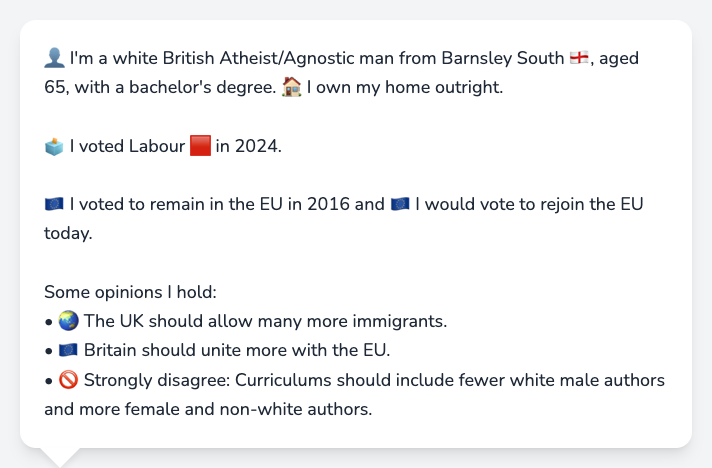 👤 I'm a white British Atheist/Agnostic man from Barnsley South 🏴󠁧󠁢󠁥󠁮󠁧󠁿, aged
65, with a bachelor's degree. 🏠 I own my home outright.
🗳️ I voted Labour 🟥 in 2024.
🇪🇺 I voted to remain in the EU in 2016 and 🇪🇺 I would vote to rejoin the EU
today.
Some opinions I hold:
• 🌏 The UK should allow many more immigrants.
• 🇪🇺 Britain should unite more with the EU.
• 🚫 Strongly disagree: Curriculums should include fewer white male authors
and more female and non-white authors.